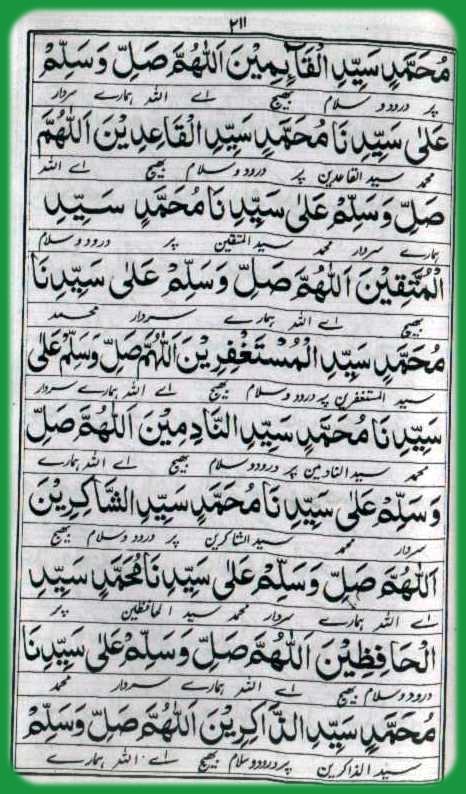 ٢١١
مُحَمَّدٍ سَيِّدِ الْقَآئِمِيْنَ اَللّٰهُمَّ صَلِّ وَسَلِّمْ
پر درود و سلام بھیج اے اللہ ہمارے سردار
عَلٰى سَيِّدِنَا مُحَمَّدٍ سَيِّدِ الْقَاعِدِيْنَ اَللّٰهُمَّ
محمد سید القاعدین پر درود و سلام بھیج اے اللہ
صَلِّ وَسَلِّمْ عَلٰى سَيِّدِنَا مُحَمَّدٍ سَيِّدِ
ہمارے سردار محمد سید المتقین پر درود و سلام
الْمُتَّقِيْنَ اَللّٰهُمَّ صَلِّ وَسَلِّمْ عَلٰى سَيِّدِنَا
بھیج اے اللہ ہمارے سردار محمد
مُحَمَّدٍ سَيِّدِ الْمُسْتَغْفِرِيْنَ اَللّٰهُمَّ صَلِّ وَسَلِّمْ عَلٰى
سید المستغفرین پر درود و سلام بھیج اے اللہ ہمارے سردار
سَيِّدِنَا مُحَمَّدٍ سَيِّدِ النَّادِمِيْنَ اَللّٰهُمَّ صَلِّ
محمد سید النادمین پر درود و سلام بھیج اے اللہ ہمارے
وَسَلِّمْ عَلٰى سَيِّدِنَا مُحَمَّدٍ سَيِّدِ الشَّاكِرِيْنَ
سردار محمد سید الشاکرین پر درود و سلام بھیج
اَللّٰهُمَّ صَلِّ وَسَلِّمْ عَلٰى سَيِّدِنَا مُحَمَّدٍ سَيِّدِ
اے اللہ ہمارے سردار محمد سید الحافظین پر
الْحَافِظِيْنَ اَللّٰهُمَّ صَلِّ وَسَلِّمْ عَلٰى سَيِّدِنَا
درود و سلام بھیج اے اللہ ہمارے سردار محمد
مُحَمَّدٍ سَيِّدِ الذَّاكِرِيْنَ اَللّٰهُمَّ صَلِّ وَسَلِّمْ
سید الذاکرین پر درود و سلام بھیج اے اللہ ہمارے